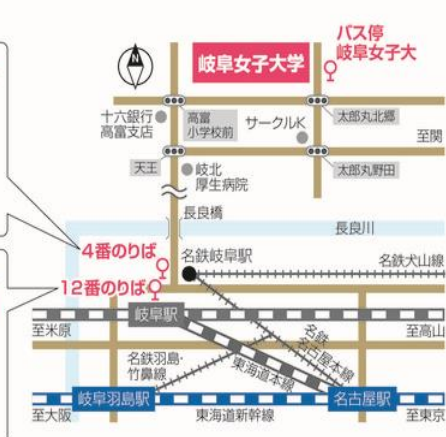 バス停
岐阜女子大
N
岐阜女子大学
十六銀行
高富支店
高富
小学校前
サークルK
太郎丸北郷
至関
天王
岐北
厚生病院
太郎丸野田
長良橋
長良川
4番のりば
名鉄岐阜駅
名鉄犬山線
12番のりば
岐阜駅
至米原
至高山
名鉄羽島・
竹鼻線
名鉄
名古屋本線
東海道本線
岐阜羽島駅
名古屋駅
至大阪
東海道新幹線
至東京